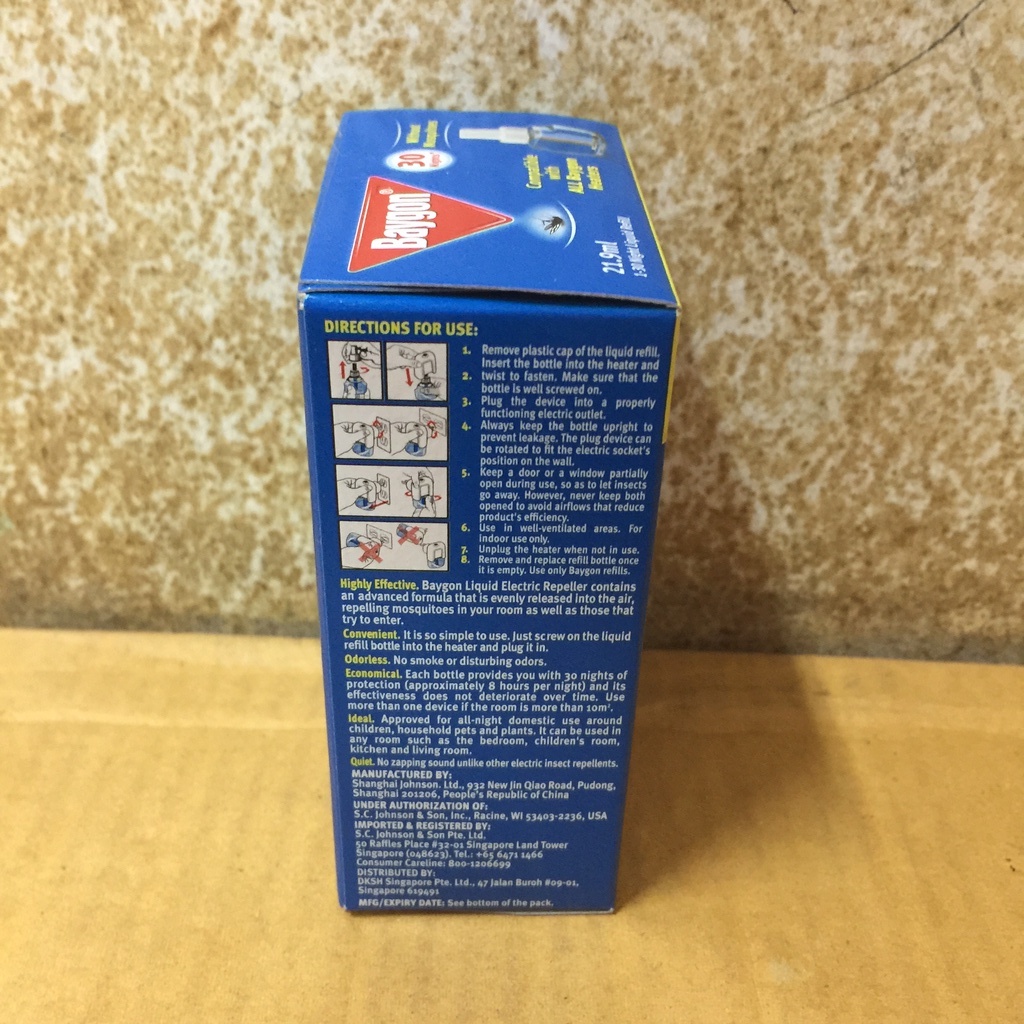 Without
Interruption
30
Nights
Baygon®
Compatible
with
ALL Baygon
Heaters
21.9ml
1-30 Night Liquid Refill
DIRECTIONS FOR USE:
1. Remove plastic cap of the liquid refill.
Insert the bottle into the heater and
2. twist to fasten. Make sure that the
bottle is well screwed on.
3. Plug the device into a properly
functioning electric outlet.
4. Always keep the bottle upright to
prevent leakage. The plug device can
be rotated to fit the electric socket's
position on the wall.
5. Keep a door or a window partially
open during use, so as to let insects
go away. However, never keep both
opened to avoid airflows that reduce
product's efficiency.
6. Use in well-ventilated areas. For
indoor use only.
7. Unplug the heater when not in use.
8. Remove and replace refill bottle once
it is empty. Use only Baygon refills.
Highly Effective. Baygon Liquid Electric Repeller contains
an advanced formula that is evenly released into the air,
repelling mosquitoes in your room as well as those that
try to enter.
Convenient. It is so simple to use. Just screw on the liquid
refill bottle into the heater and plug it in.
Odorless. No smoke or disturbing odors.
Economical. Each bottle provides you with 30 nights of
protection (approximately 8 hours per night) and its
effectiveness does not deteriorate over time. Use
more than one device if the room is more than 10m².
Ideal. Approved for all-night domestic use around
children, household pets and plants. It can be used in
any room such as the bedroom, children's room,
kitchen and living room.
Quiet. No zapping sound unlike other electric insect repellents.
MANUFACTURED BY:
Shanghai Johnson. Ltd., 932 New Jin Qiao Road, Pudong,
Shanghai 201206, People's Republic of China
UNDER AUTHORIZATION OF:
S.C. Johnson & Son, Inc., Racine, WI 53403-2236, USA
IMPORTED & REGISTERED BY:
S.C. Johnson & Son Pte. Ltd.
50 Raffles Place #32-01 Singapore Land Tower
Singapore (048623). Tel.: +65 6471 1466
Consumer Careline: 800-1206699
DISTRIBUTED BY:
DKSH Singapore Pte. Ltd., 47 Jalan Buroh #09-01,
Singapore 619491
MFG/EXPIRY DATE: See bottom of the pack.